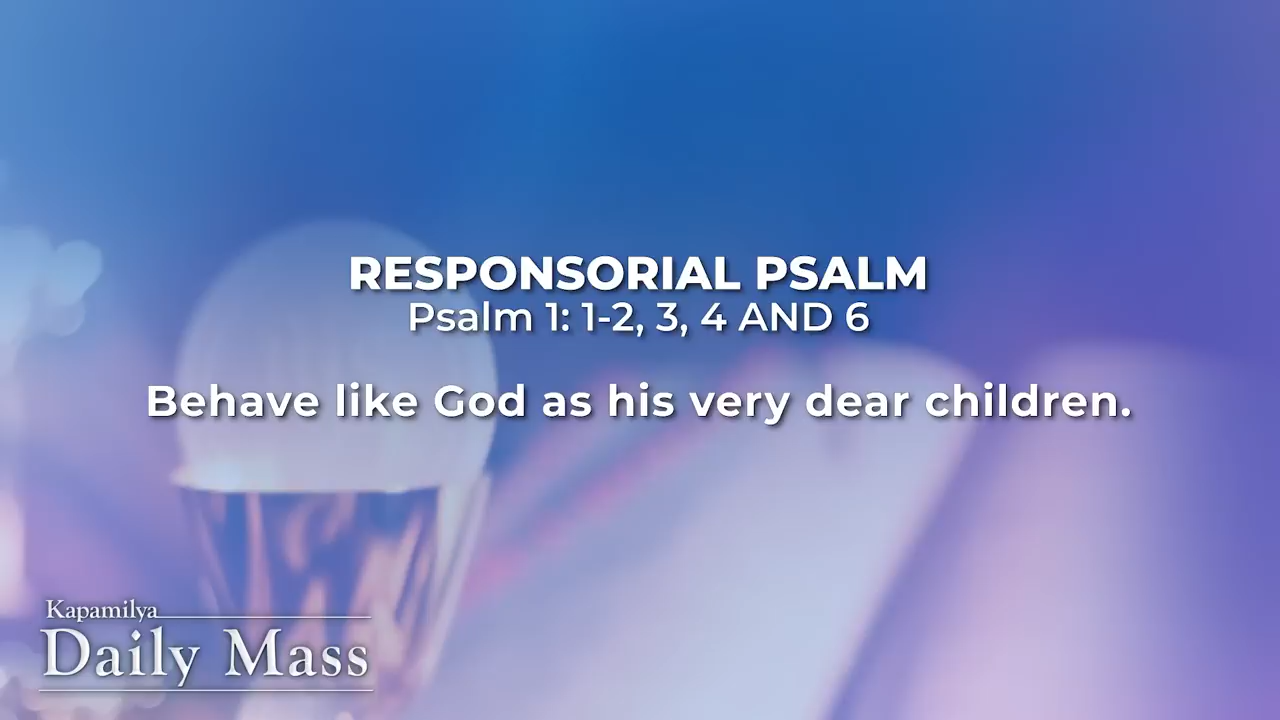 RESPONSORIAL PSALM
Psalm 1: 1-2, 3, 4 AND 6
Behave like God as his very dear children.
Kapamilya
Daily Mass